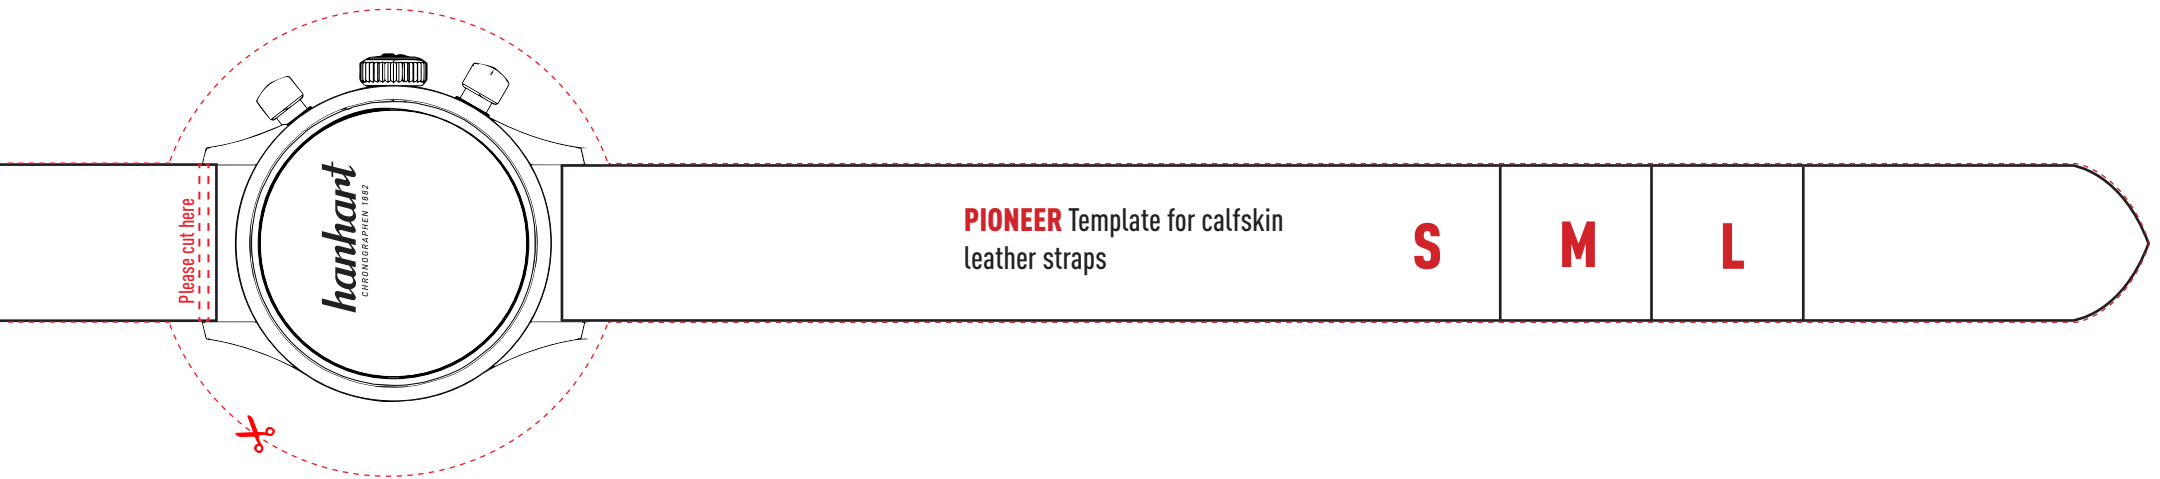 Please cut here
hanhart
CHRONOGRAPHEN 1882
PIONEER Template for calfskin
leather straps
S
M
L